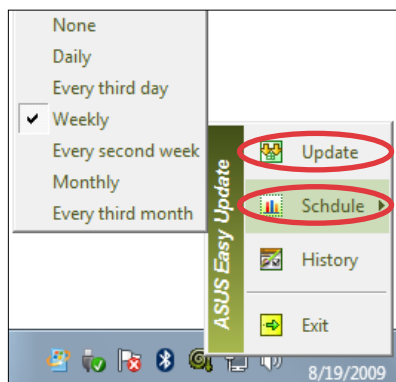 None
Daily
Every third day
Weekly
Every second week
Monthly
Every third month
ASUS Easy Update
Update
Schdule
History
Exit
8/19/2009